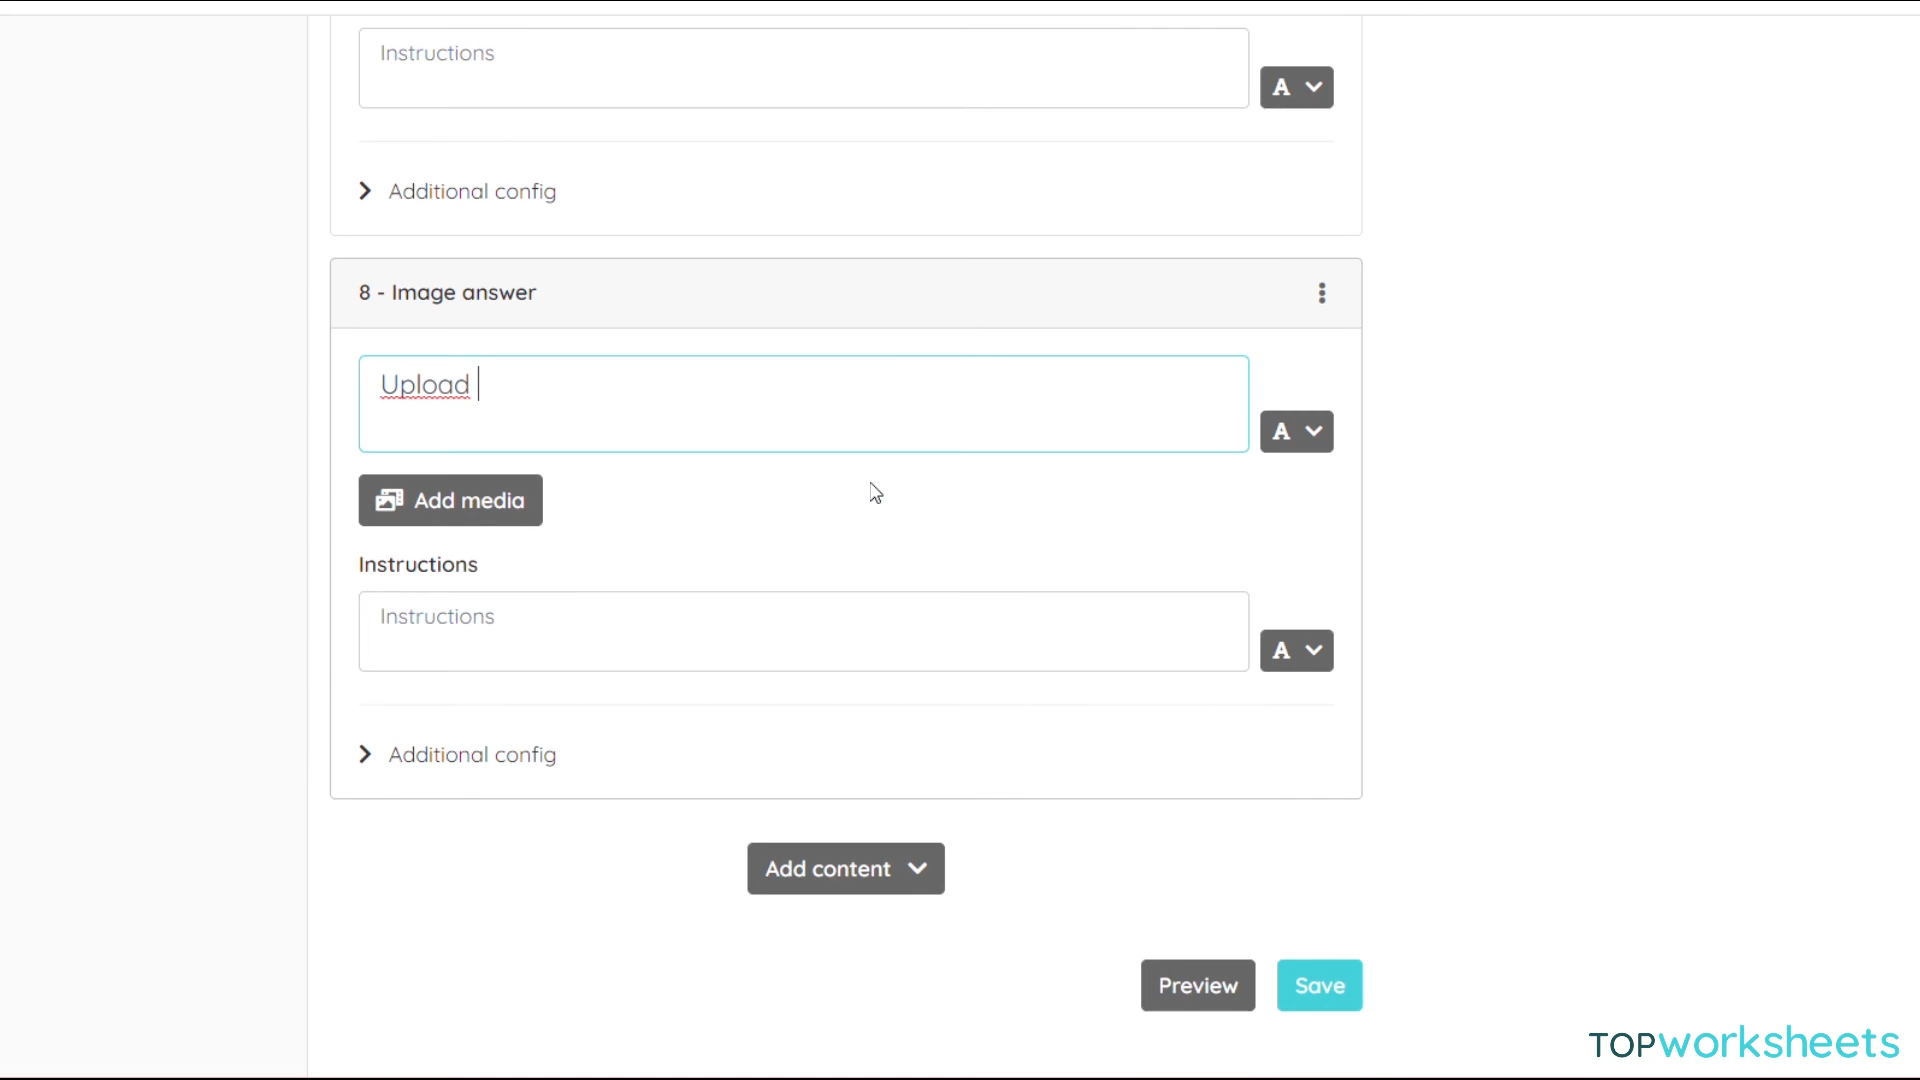 Instructions
A
Additional config
8 - Image answer
Upload
A
Add media
Instructions
Instructions
A
Additional config
Add content
Preview
Save
TOPworksheets